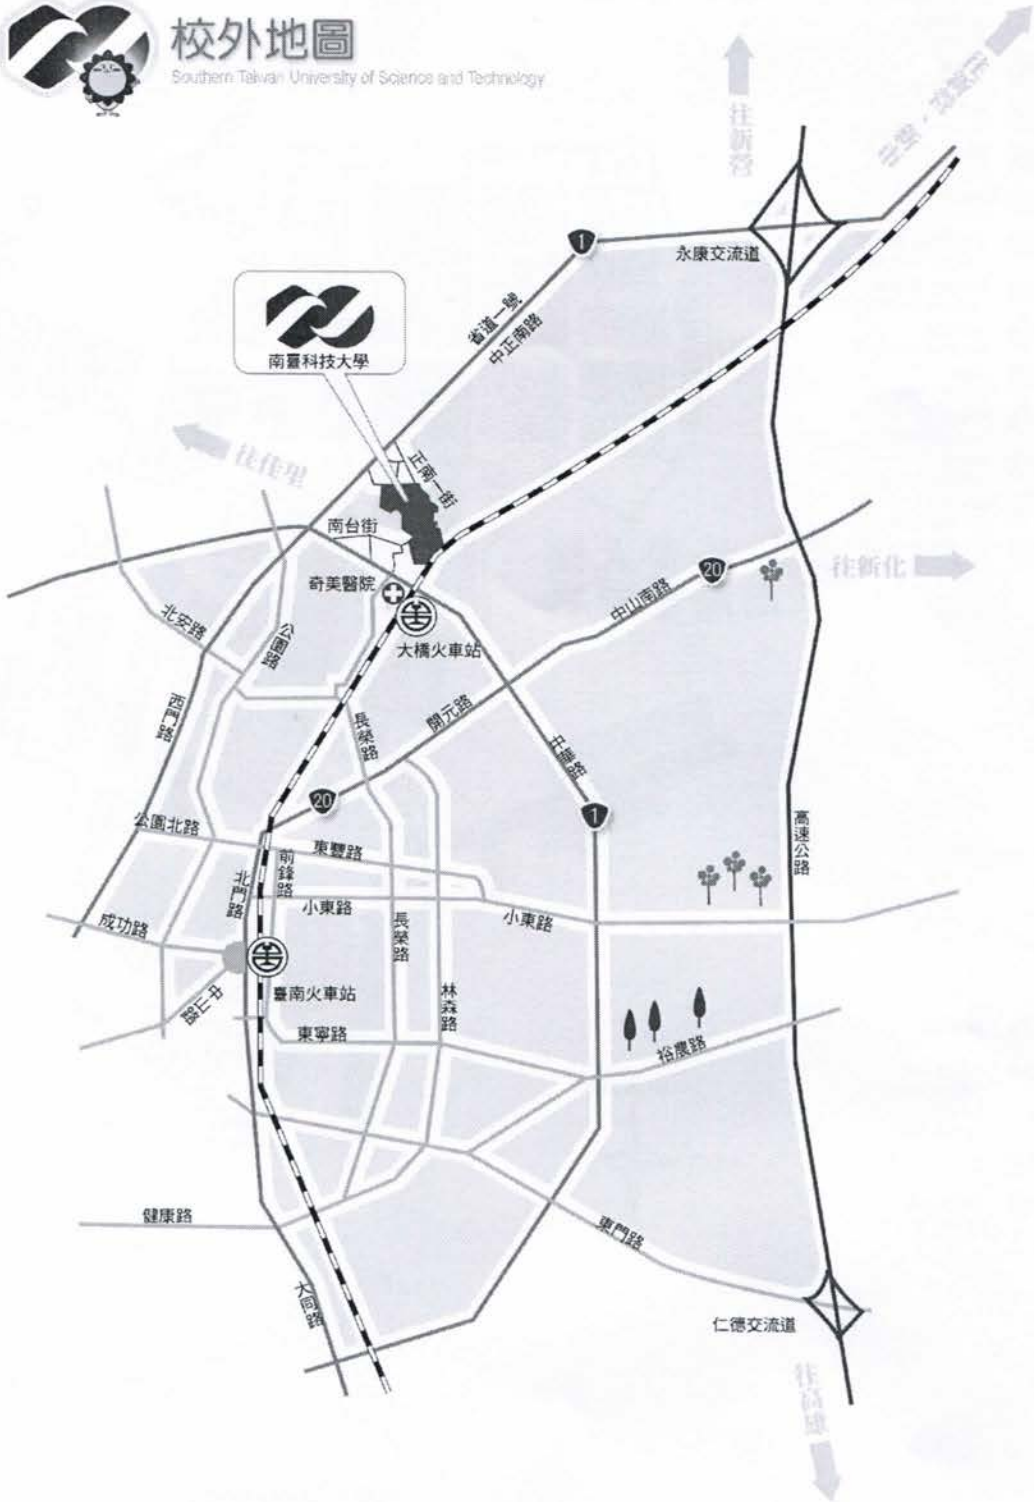 校外地圖
Southern Taiwan University of Science and Technology
往新營
1
永康交流道
省道一號
中正南路
南臺科技大學
往佳里
正南一街
南台街
奇美醫院
20
往新化
中山南路
北安路
公園路
大橋火車站
西門路
長榮路
開元路
中華路
20
1
公園北路
東豐路
高速公路
前鋒路
北門路
小東路
小東路
成功路
長榮路
中山路
臺南火車站
林森路
東寧路
裕農路
健康路
東門路
大同路
仁德交流道
往高雄